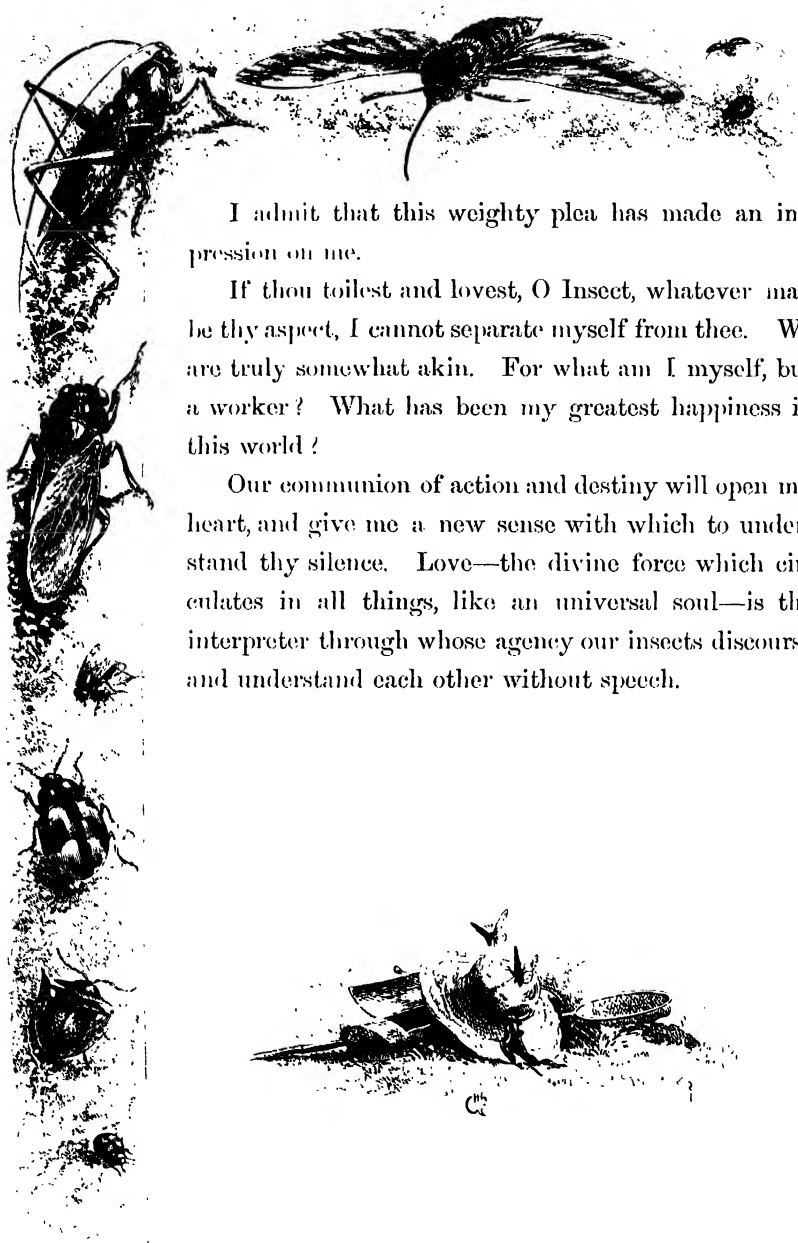 I admit that this weighty plea has made an im
pression on me.
If thou toilest and lovest, O Insect, whatever ma
be thy aspect, I cannot separate myself from thee. W
are truly somewhat akin. For what am I myself, bu
a worker? What has been my greatest happiness i
this world?
Our communion of action and destiny will open m
heart, and give me a new sense with which to under
stand thy silence. Love—the divine force which cir
culates in all things, like an universal soul—is th
interpreter through whose agency our insects discours
and understand each other without speech.